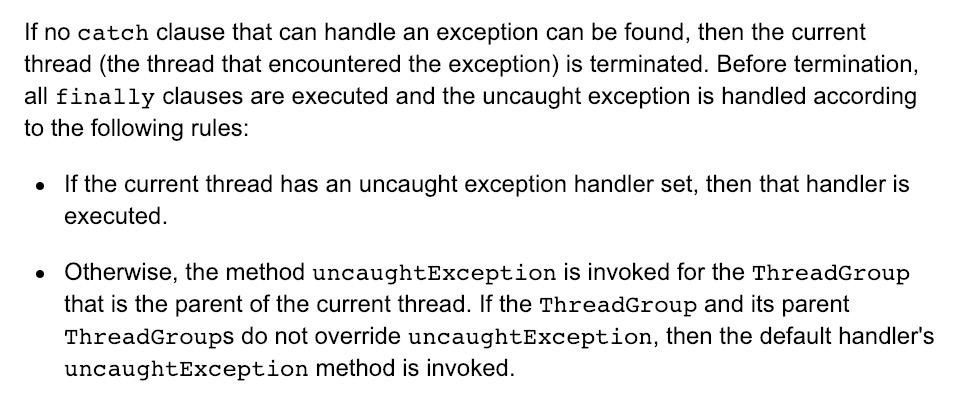 If no catch clause that can handle an exception can be found, then the current
thread (the thread that encountered the exception) is terminated. Before termination,
all finally clauses are executed and the uncaught exception is handled according
to the following rules:
• If the current thread has an uncaught exception handler set, then that handler is
executed.
• Otherwise, the method uncaughtException is invoked for the ThreadGroup
that is the parent of the current thread. If the ThreadGroup and its parent
ThreadGroups do not override uncaughtException, then the default handler's
uncaughtException method is invoked.